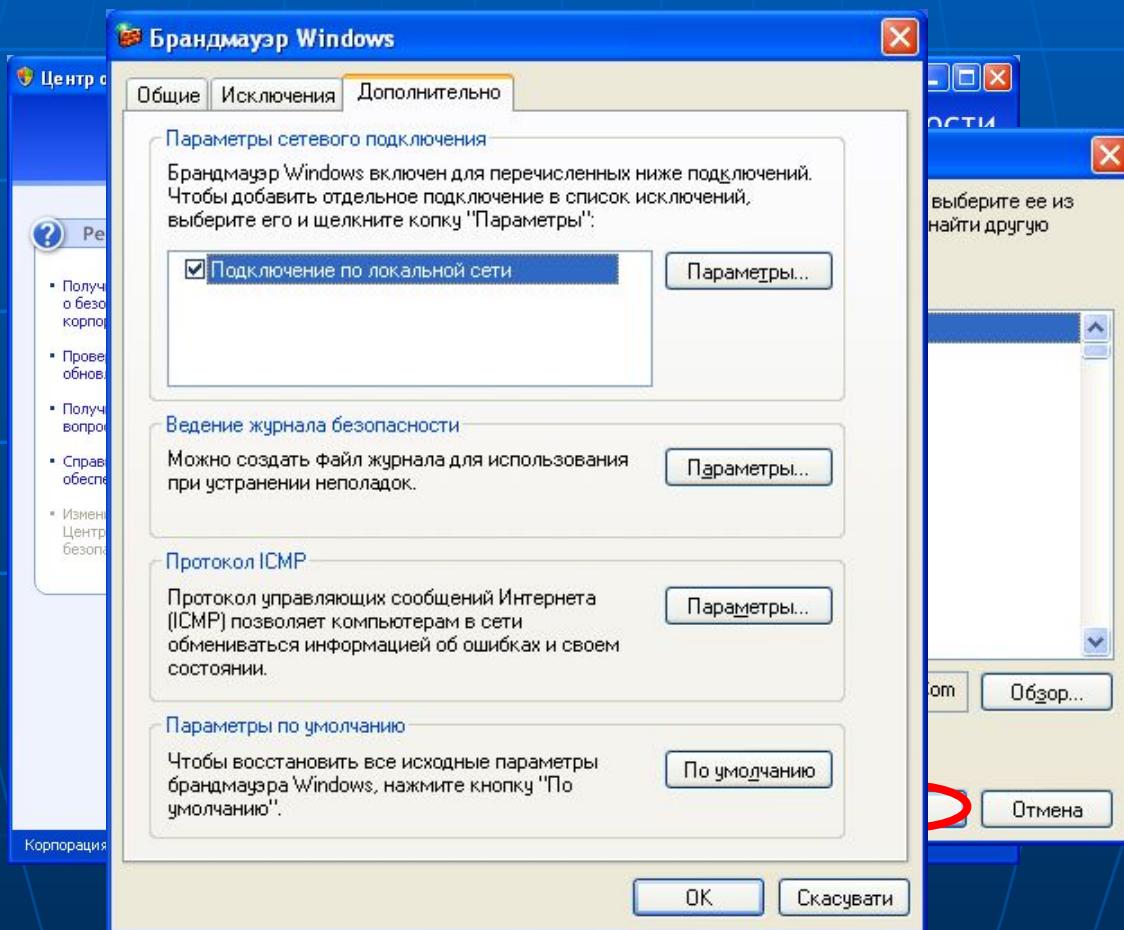 Брандмауэр Windows
Общие Исключения Дополнительно
Параметры сетевого подключения
Брандмауэр Windows включен для перечисленных ниже подключений.
Чтобы добавить отдельное подключение в список исключений,
выберите его и щелкните копку "Параметры":
Подключение по локальной сети
Параметры...
Ведение журнала безопасности
Можно создать файл журнала для использования
при устранении неполадок.
Параметры...
Протокол ICMP
Протокол управляющих сообщений Интернета
(ICMP) позволяет компьютерам в сети
обмениваться информацией об ошибках и своем
состоянии.
Параметры...
Параметры по умолчанию
Чтобы восстановить все исходные параметры
брандмауэра Windows, нажмите кнопку "По
умолчанию".
По умолчанию
OK Скасувати
Центр
Корпорация
выберите ее из
найти другую
Обзор...
Отмена